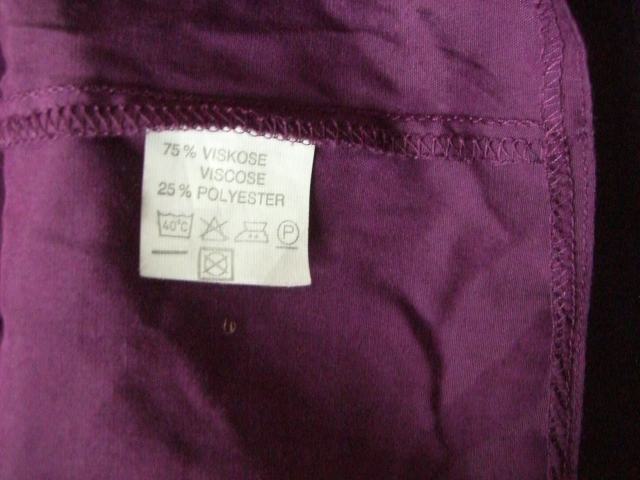 75% VISKOSE
VISCOSE
25% POLYESTER
40°C P